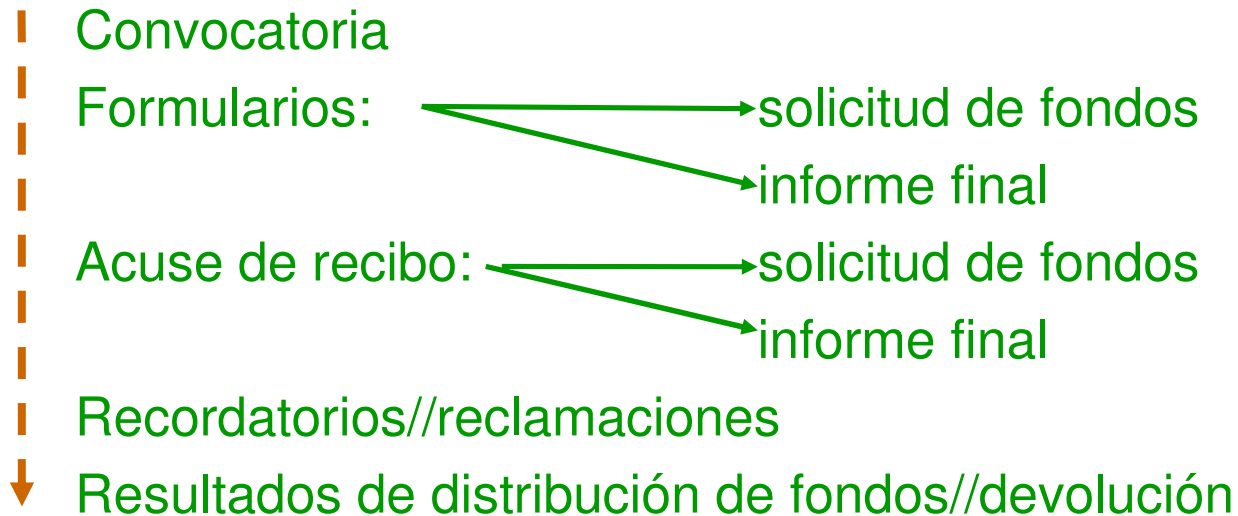 Convocatoria
Formularios: solicitud de fondos
informe final
Acuse de recibo: solicitud de fondos
informe final
Recordatorios//reclamaciones
Resultados de distribución de fondos//devolución